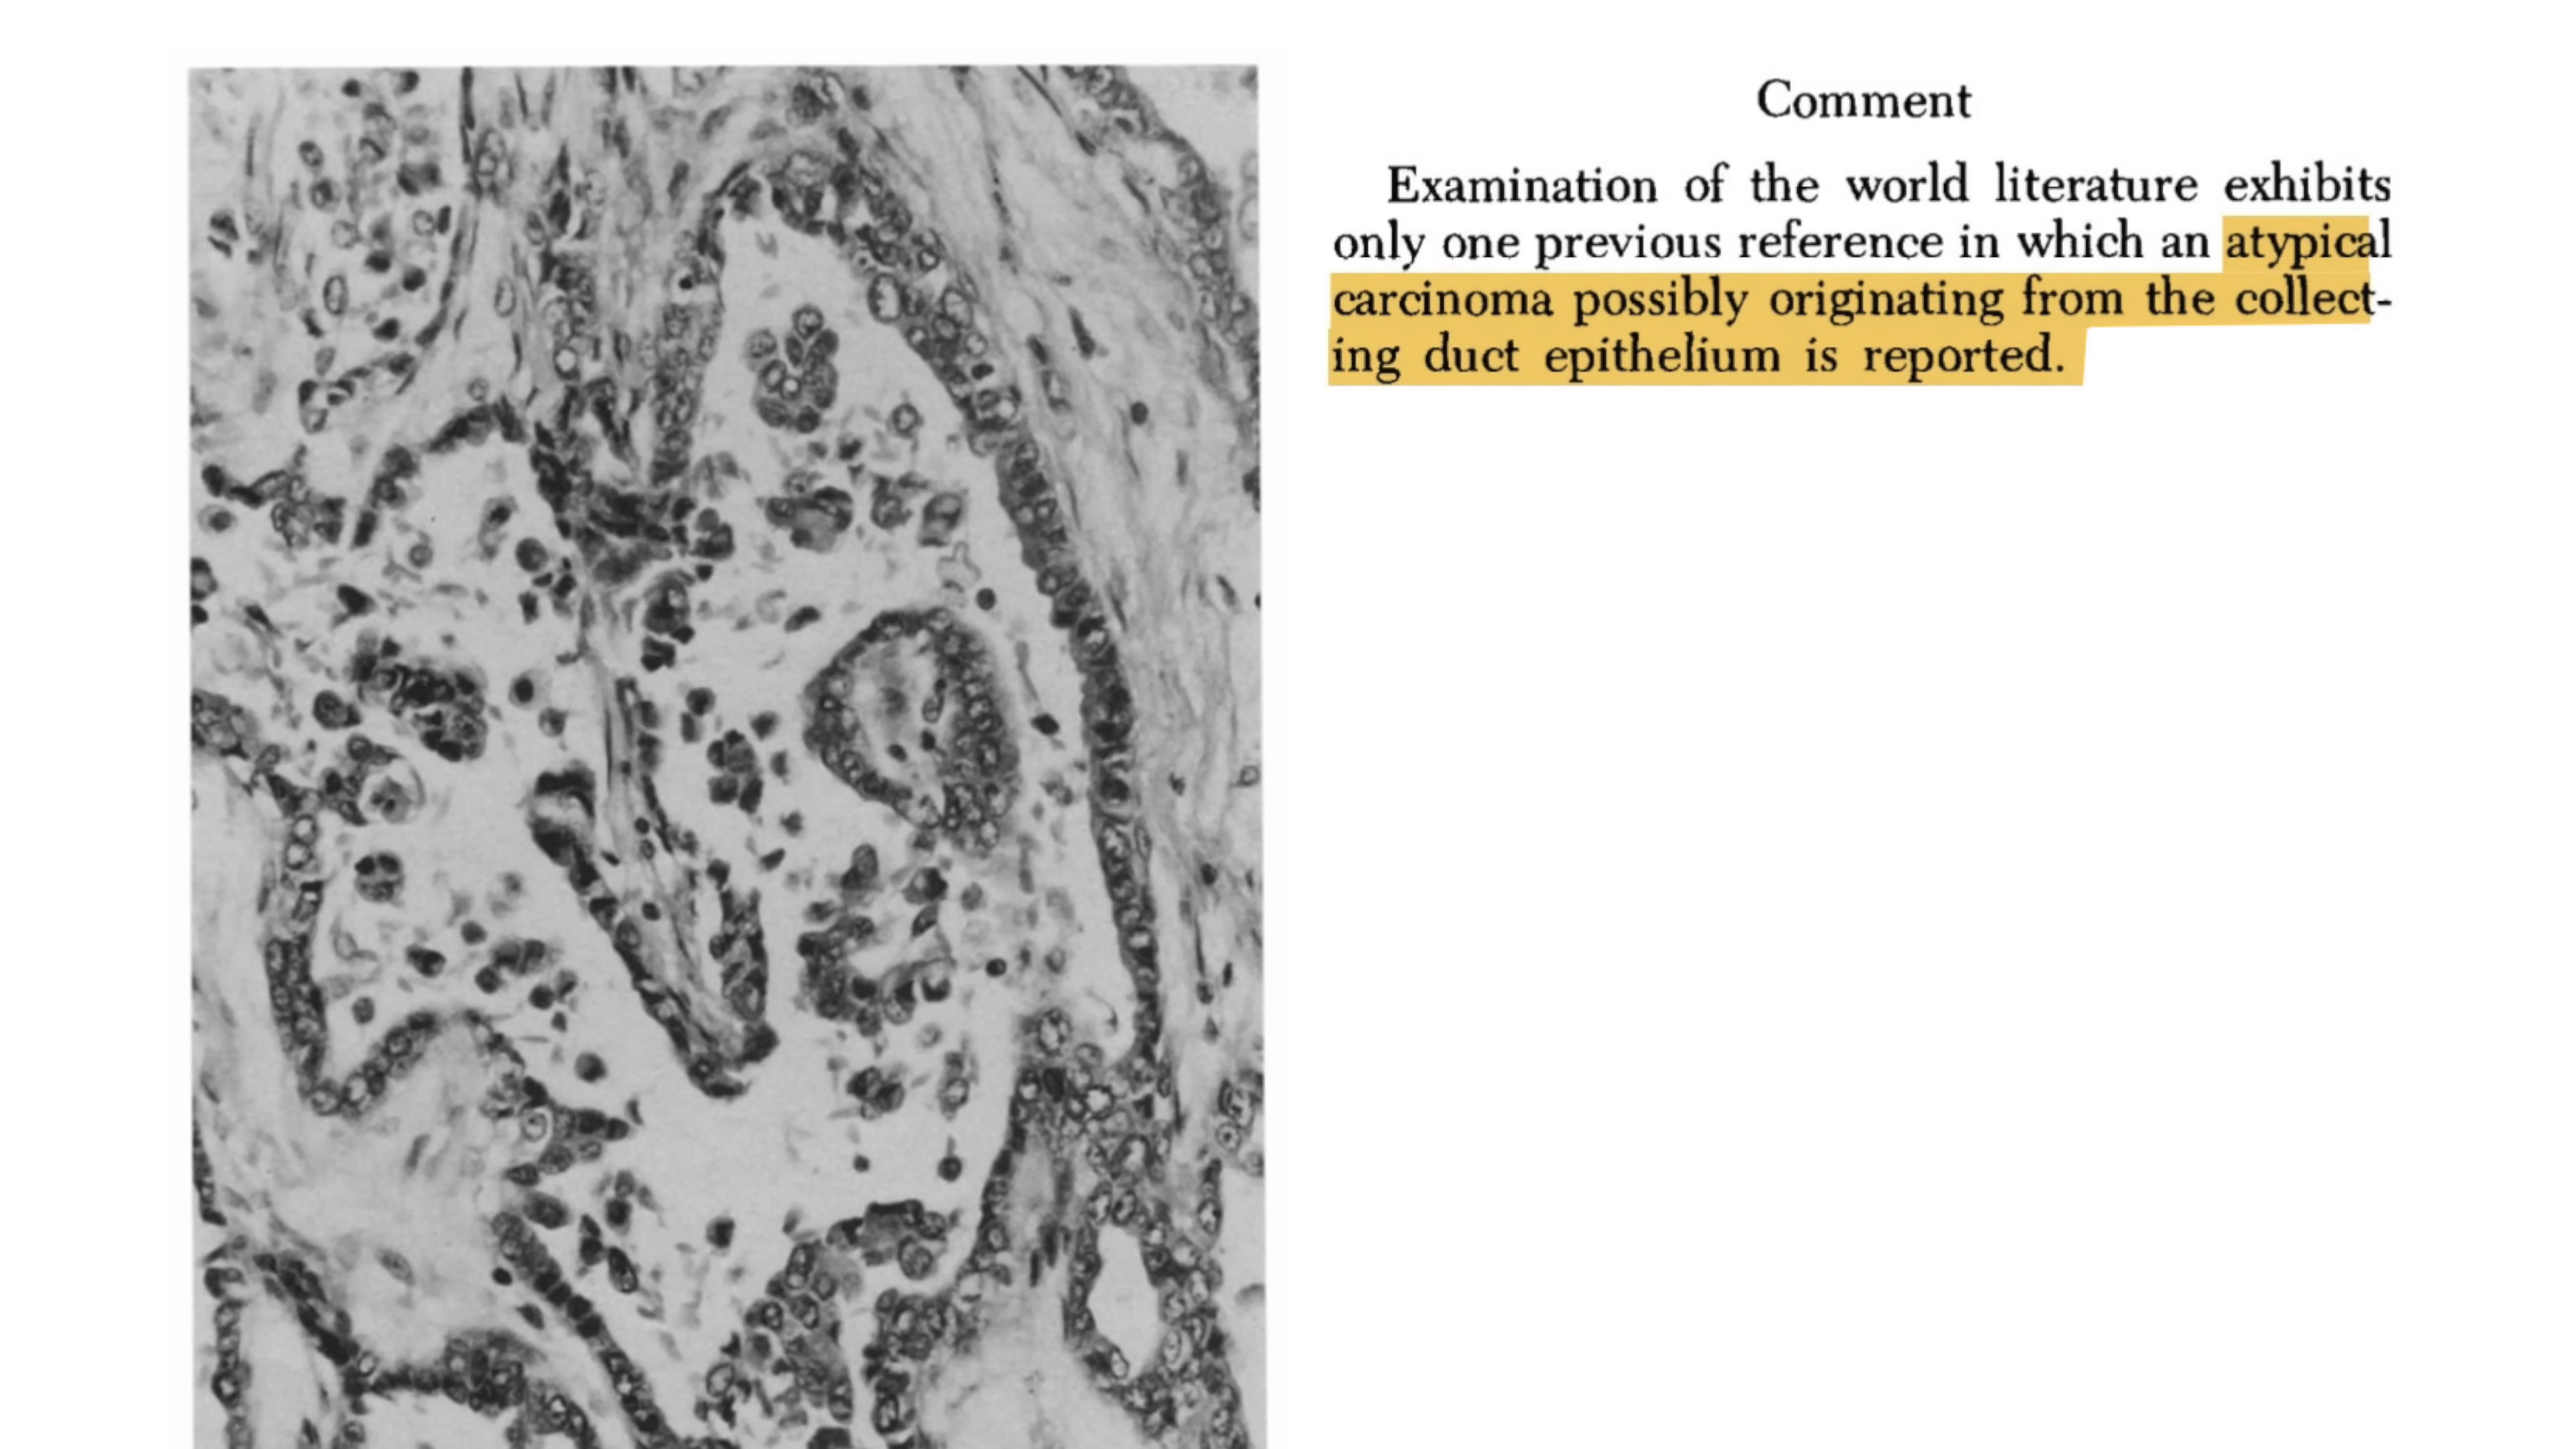 Comment
Examination of the world literature exhibits
only one previous reference in which an atypical
carcinoma possibly originating from the collect-
ing duct epithelium is reported.